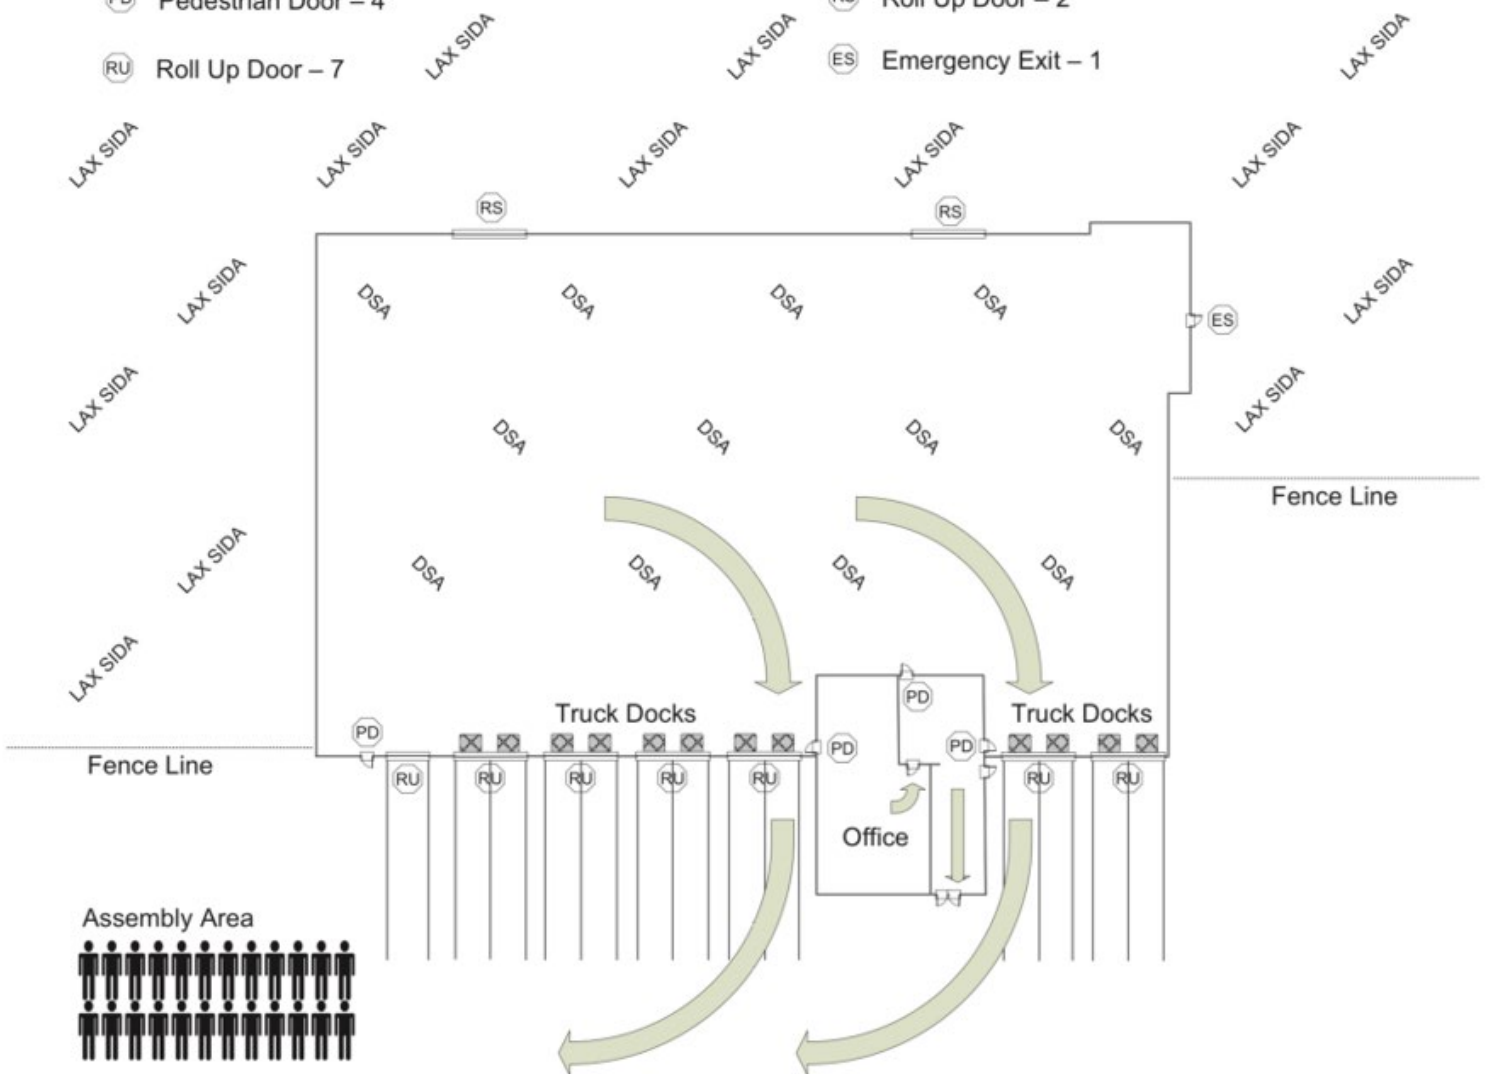 PD Pedestrian Door – 4
RS Roll Up Door – 2
RU Roll Up Door – 7
ES Emergency Exit – 1
LAX SIDA
LAX SIDA
LAX SIDA
LAX SIDA
LAX SIDA
LAX SIDA
LAX SIDA
LAX SIDA
RS
RS
LAX SIDA
DSA
DSA
DSA
DSA
ES
LAX SIDA
LAX SIDA
DSA
DSA
DSA
DSA
LAX SIDA
Fence Line
LAX SIDA
DSA
DSA
DSA
DSA
LAX SIDA
PD
Truck Docks
Truck Docks
PD
PD
PD
Fence Line
RU
RU
RU
RU
RU
RU
RU
Office
Assembly Area